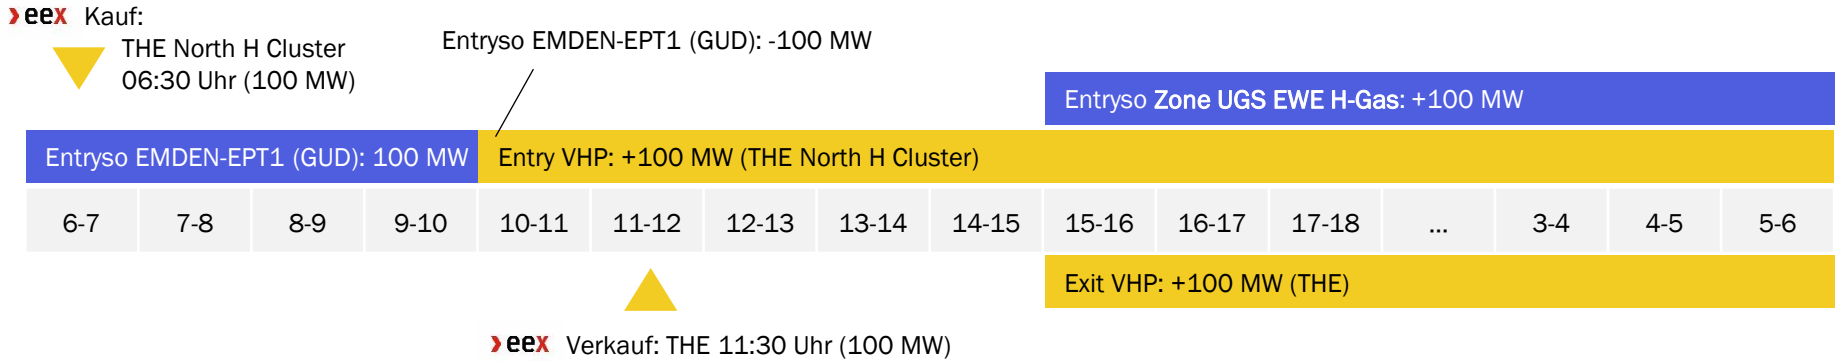 eex Kauf:
THE North H Cluster
06:30 Uhr (100 MW)
Entryso EMDEN-EPT1 (GUD): -100 MW
Entryso Zone UGS EWE H-Gas: +100 MW
Entryso EMDEN-EPT1 (GUD): 100 MW
Entry VHP: +100 MW (THE North H Cluster)
6-7 7-8 8-9 9-10 10-11 11-12 12-13 13-14 14-15 15-16 16-17 17-18 ... 3-4 4-5 5-6
Exit VHP: +100 MW (THE)
eex Verkauf: THE 11:30 Uhr (100 MW)